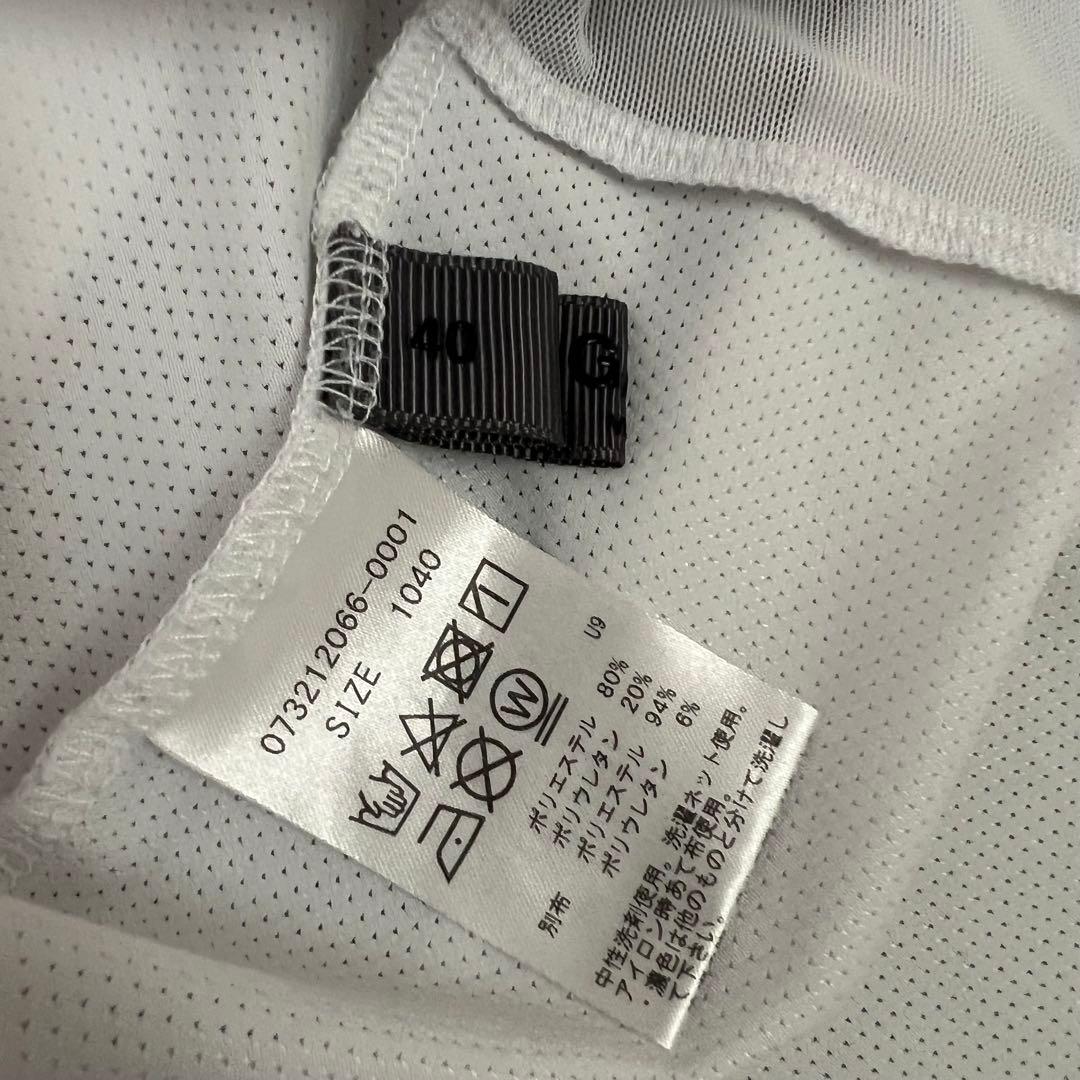 40
G
073212066-0001
SIZE 1040
W
U9
ポリエステル 80%
ポリウレタン 20%
別布 ポリエステル 94%
ポリウレタン 6%
中性洗剤使用。洗濯ネット使用。
アイロン時あて布使用。
・濃色は他のものと分けて洗濯し
て下さい。